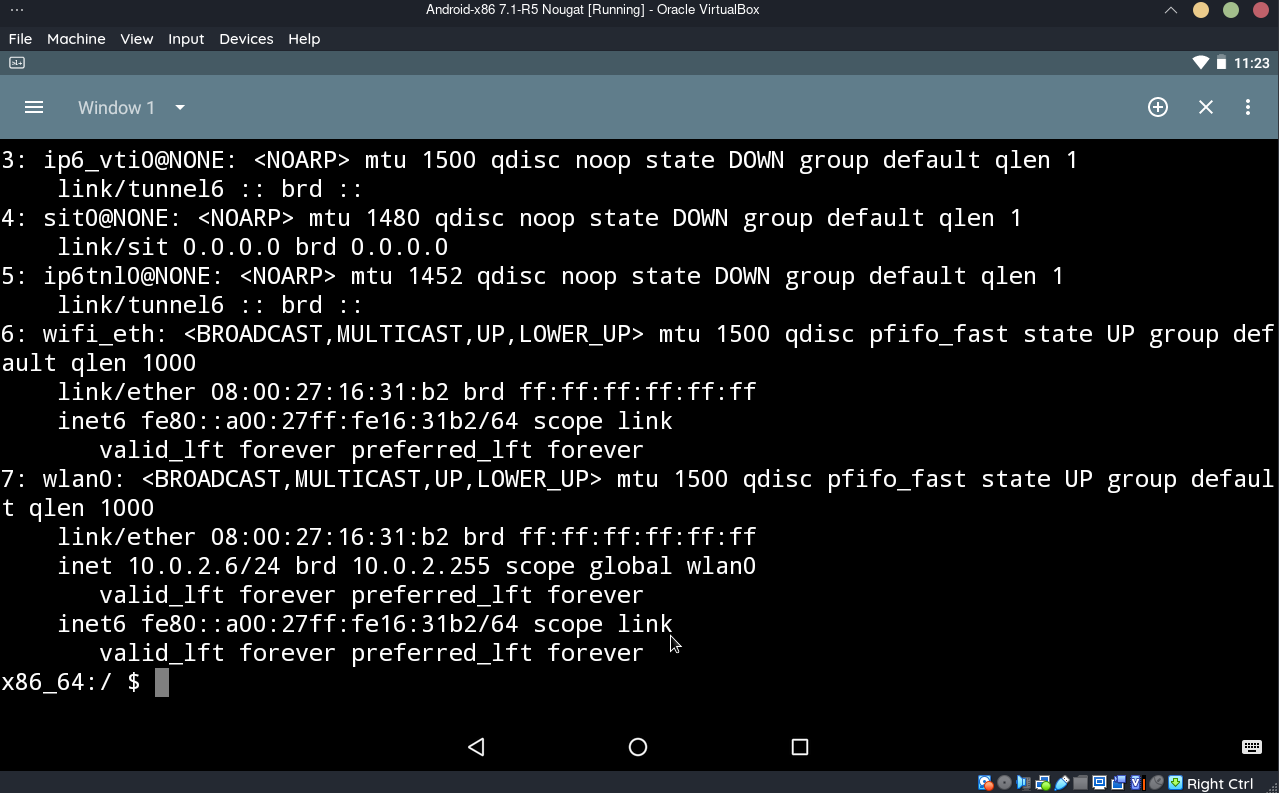 Android-x86 7.1-R5 Nougat [Running] - Oracle VirtualBox
File Machine View Input Devices Help
11:23
Window 1
3: ip6_vti0@NONE: <NOARP> mtu 1500 qdisc noop state DOWN group default qlen 1
    link/tunnel6 :: brd ::
4: sit0@NONE: <NOARP> mtu 1480 qdisc noop state DOWN group default qlen 1
    link/sit 0.0.0.0 brd 0.0.0.0
5: ip6tnl0@NONE: <NOARP> mtu 1452 qdisc noop state DOWN group default qlen 1
    link/tunnel6 :: brd ::
6: wifi_eth: <BROADCAST,MULTICAST,UP,LOWER_UP> mtu 1500 qdisc pfifo_fast state UP group def
ault qlen 1000
    link/ether 08:00:27:16:31:b2 brd ff:ff:ff:ff:ff:ff
    inet6 fe80::a00:27ff:fe16:31b2/64 scope link
       valid_lft forever preferred_lft forever
7: wlan0: <BROADCAST,MULTICAST,UP,LOWER_UP> mtu 1500 qdisc pfifo_fast state UP group defaul
t qlen 1000
    link/ether 08:00:27:16:31:b2 brd ff:ff:ff:ff:ff:ff
    inet 10.0.2.6/24 brd 10.0.2.255 scope global wlan0
       valid_lft forever preferred_lft forever
    inet6 fe80::a00:27ff:fe16:31b2/64 scope link
       valid_lft forever preferred_lft forever
x86_64:/ $
Right Ctrl